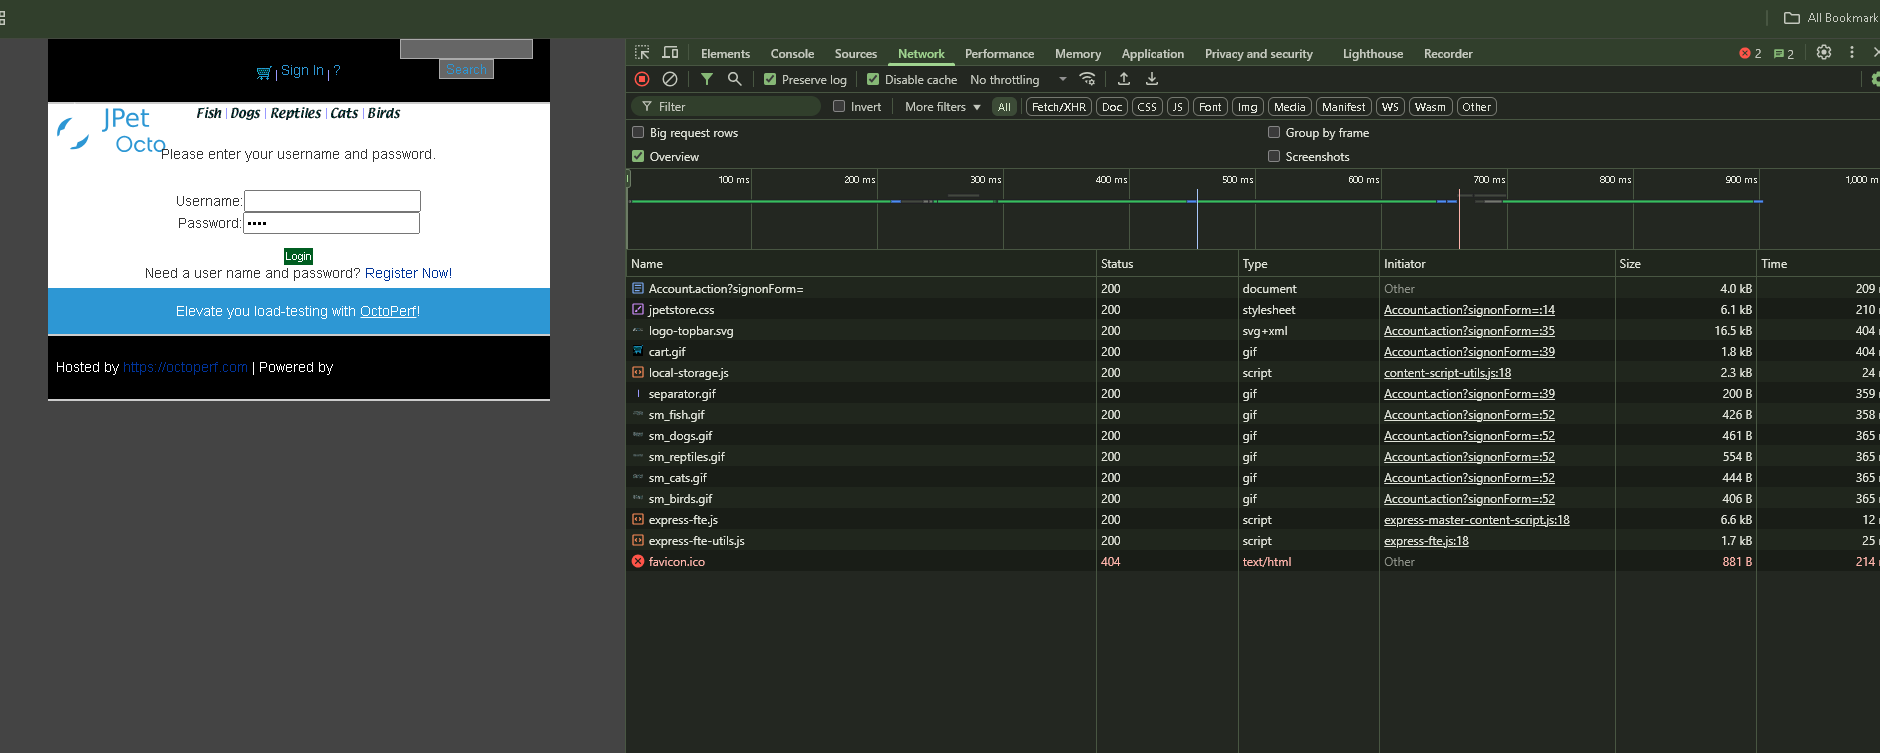 All Bookmark
Sign In | ?
Search
JPet
Octo
Fish | Dogs | Reptiles | Cats | Birds
Please enter your username and password.
Username:
Password: ••••
Login
Need a user name and password? Register Now!
Elevate you load-testing with OctoPerf!
Hosted by https://octoperf.com | Powered by
Elements Console Sources Network Performance Memory Application Privacy and security Lighthouse Recorder 2 2
Preserve log Disable cache No throttling
Filter Invert More filters All Fetch/XHR Doc CSS JS Font Img Media Manifest WS Wasm Other
Big request rows Group by frame
Overview Screenshots
100 ms 200 ms 300 ms 400 ms 500 ms 600 ms 700 ms 800 ms 900 ms 1,000 m
Name Status Type Initiator Size Time
Account.action?signonForm= 200 document Other 4.0 kB 209
jpetstore.css 200 stylesheet Account.action?signonForm=:14 6.1 kB 210
logo-topbar.svg 200 svg+xml Account.action?signonForm=:35 16.5 kB 404
cart.gif 200 gif Account.action?signonForm=:39 1.8 kB 404
local-storage.js 200 script content-script-utils.js:18 2.3 kB 24
separator.gif 200 gif Account.action?signonForm=:39 200 B 359
sm_fish.gif 200 gif Account.action?signonForm=:52 426 B 358
sm_dogs.gif 200 gif Account.action?signonForm=:52 461 B 365
sm_reptiles.gif 200 gif Account.action?signonForm=:52 554 B 365
sm_cats.gif 200 gif Account.action?signonForm=:52 444 B 365
sm_birds.gif 200 gif Account.action?signonForm=:52 406 B 365
express-fte.js 200 script express-master-content-script.js:18 6.6 kB 12
express-fte-utils.js 200 script express-fte.js:18 1.7 kB 25
favicon.ico 404 text/html Other 881 B 214